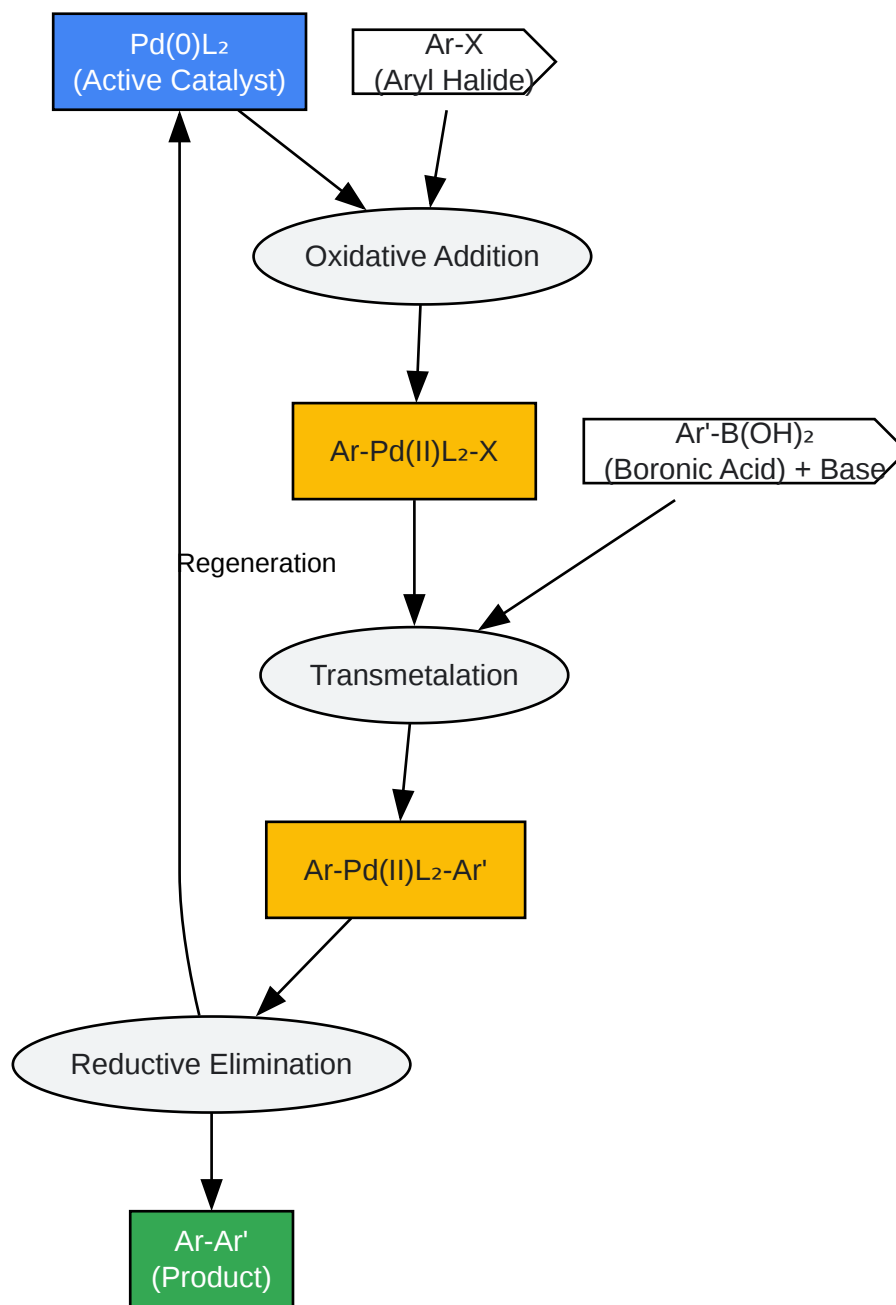 Pd(0)L₂
(Active Catalyst)
Ar-X
(Aryl Halide)
Oxidative Addition
Ar-Pd(II)L₂-X
Ar'-B(OH)₂
(Boronic Acid) + Base
Regeneration
Transmetalation
Ar-Pd(II)L₂-Ar'
Reductive Elimination
Ar-Ar'
(Product)